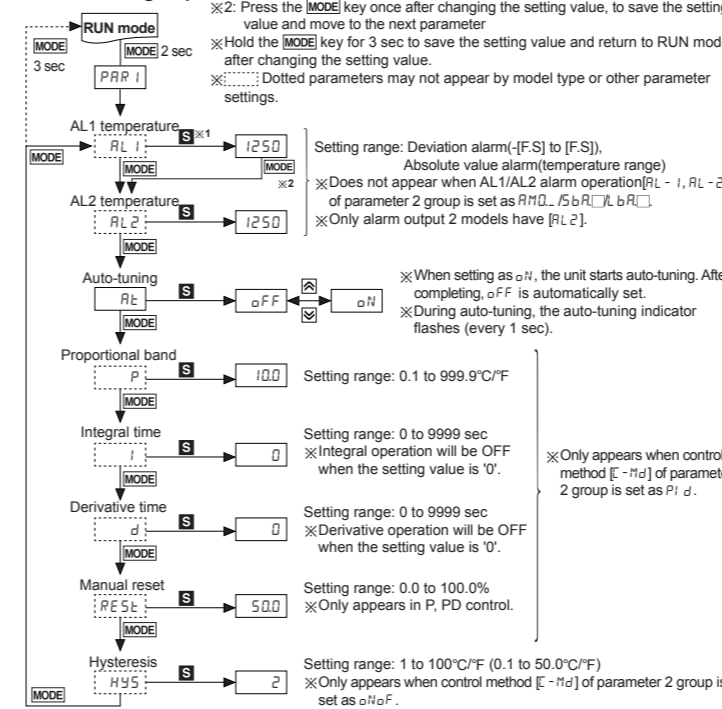 ※2: Press the MODE key once after changing the setting value, to save the setting
value and move to the next parameter
※Hold the MODE key for 3 sec to save the setting value and return to RUN mod
after changing the setting value.
※ Dotted parameters may not appear by model type or other parameter
settings.
RUN mode
MODE
3 sec
MODE 2 sec
PAR1
AL1 temperature
AL1
S ※1
1250
MODE
MODE
MODE
※2
Setting range: Deviation alarm(-[F.S] to [F.S]),
Absolute value alarm(temperature range)
※Does not appear when AL1/AL2 alarm operation[AL-1, AL-2
of parameter 2 group is set as AM0._/SbA.□/LbA.□.
※Only alarm output 2 models have [AL2].
AL2 temperature
AL2
S
1250
MODE
Auto-tuning
At
S
oFF
oN
MODE
※When setting as oN, the unit starts auto-tuning. Afte
completing, oFF is automatically set.
※During auto-tuning, the auto-tuning indicator
flashes (every 1 sec).
Proportional band
P
S
10.0
Setting range: 0.1 to 999.9°C/°F
MODE
Integral time
I
S
0
Setting range: 0 to 9999 sec
※Integral operation will be OFF
when the setting value is '0'.
MODE
※Only appears when control
method [C-Md] of paramete
2 group is set as PId.
Derivative time
d
S
0
Setting range: 0 to 9999 sec
※Derivative operation will be OFF
when the setting value is '0'.
MODE
Manual reset
RESt
S
50.0
Setting range: 0.0 to 100.0%
※Only appears in P, PD control.
MODE
Hysteresis
HYS
S
2
Setting range: 1 to 100°C/°F (0.1 to 50.0°C/°F)
※Only appears when control method [C-Md] of parameter 2 group is
set as oNoF.
MODE